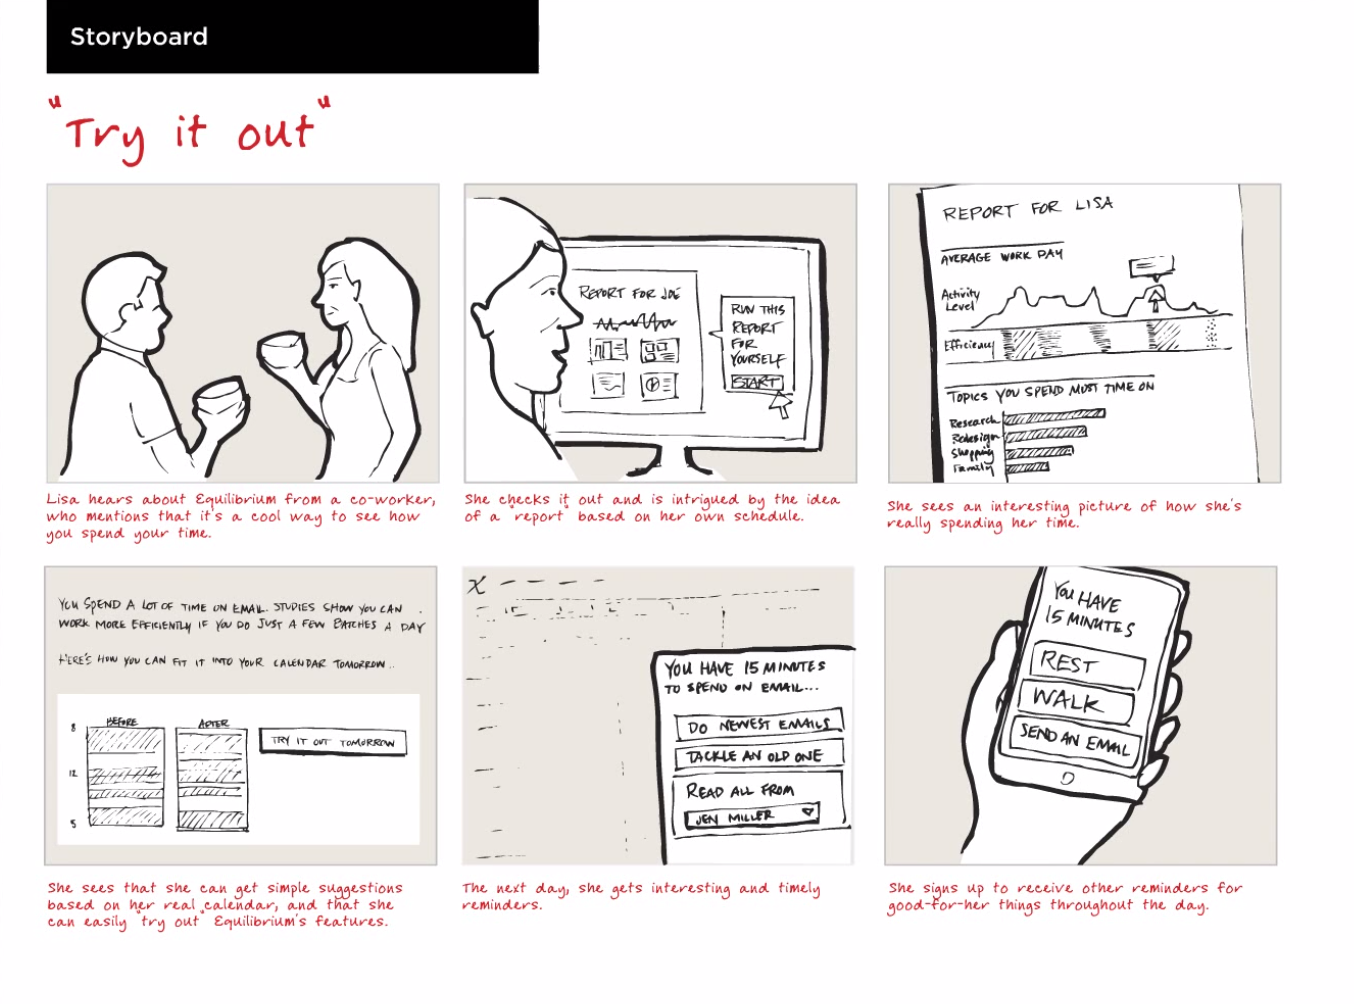 Storyboard
"Try it out"
REPORT FOR JOE
RUN THIS
REPORT
FOR
YOURSELF
START
REPORT FOR LISA
AVERAGE WORK DAY
Activity
Level
Efficiency
TOPICS YOU SPEND MOST TIME ON
Research
Redesign
Shopping
Family
Lisa hears about Equilibrium from a co-worker,
who mentions that it's a cool way to see how
you spend your time.
She checks it out and is intrigued by the idea
of a "report" based on her own schedule.
She sees an interesting picture of how she's
really spending her time.
YOU SPEND A LOT OF TIME ON EMAIL. STUDIES SHOW YOU CAN
WORK MORE EFFICIENTLY IF YOU DO JUST A FEW BATCHES A DAY
HERE'S HOW YOU CAN FIT IT INTO YOUR CALENDAR TOMORROW..
BEFORE
AFTER
8
12
5
TRY IT OUT TOMORROW
X
YOU HAVE 15 MINUTES
TO SPEND ON EMAIL...
DO NEWEST EMAILS
TACKLE AN OLD ONE
READ ALL FROM
JEN MILLER
YOU HAVE
15 MINUTES
REST
WALK
SEND AN EMAIL
She sees that she can get simple suggestions
based on her real calendar, and that she
can easily "try out" Equilibrium's features.
The next day, she gets interesting and timely
reminders.
She signs up to receive other reminders for
good-for-her things throughout the day.